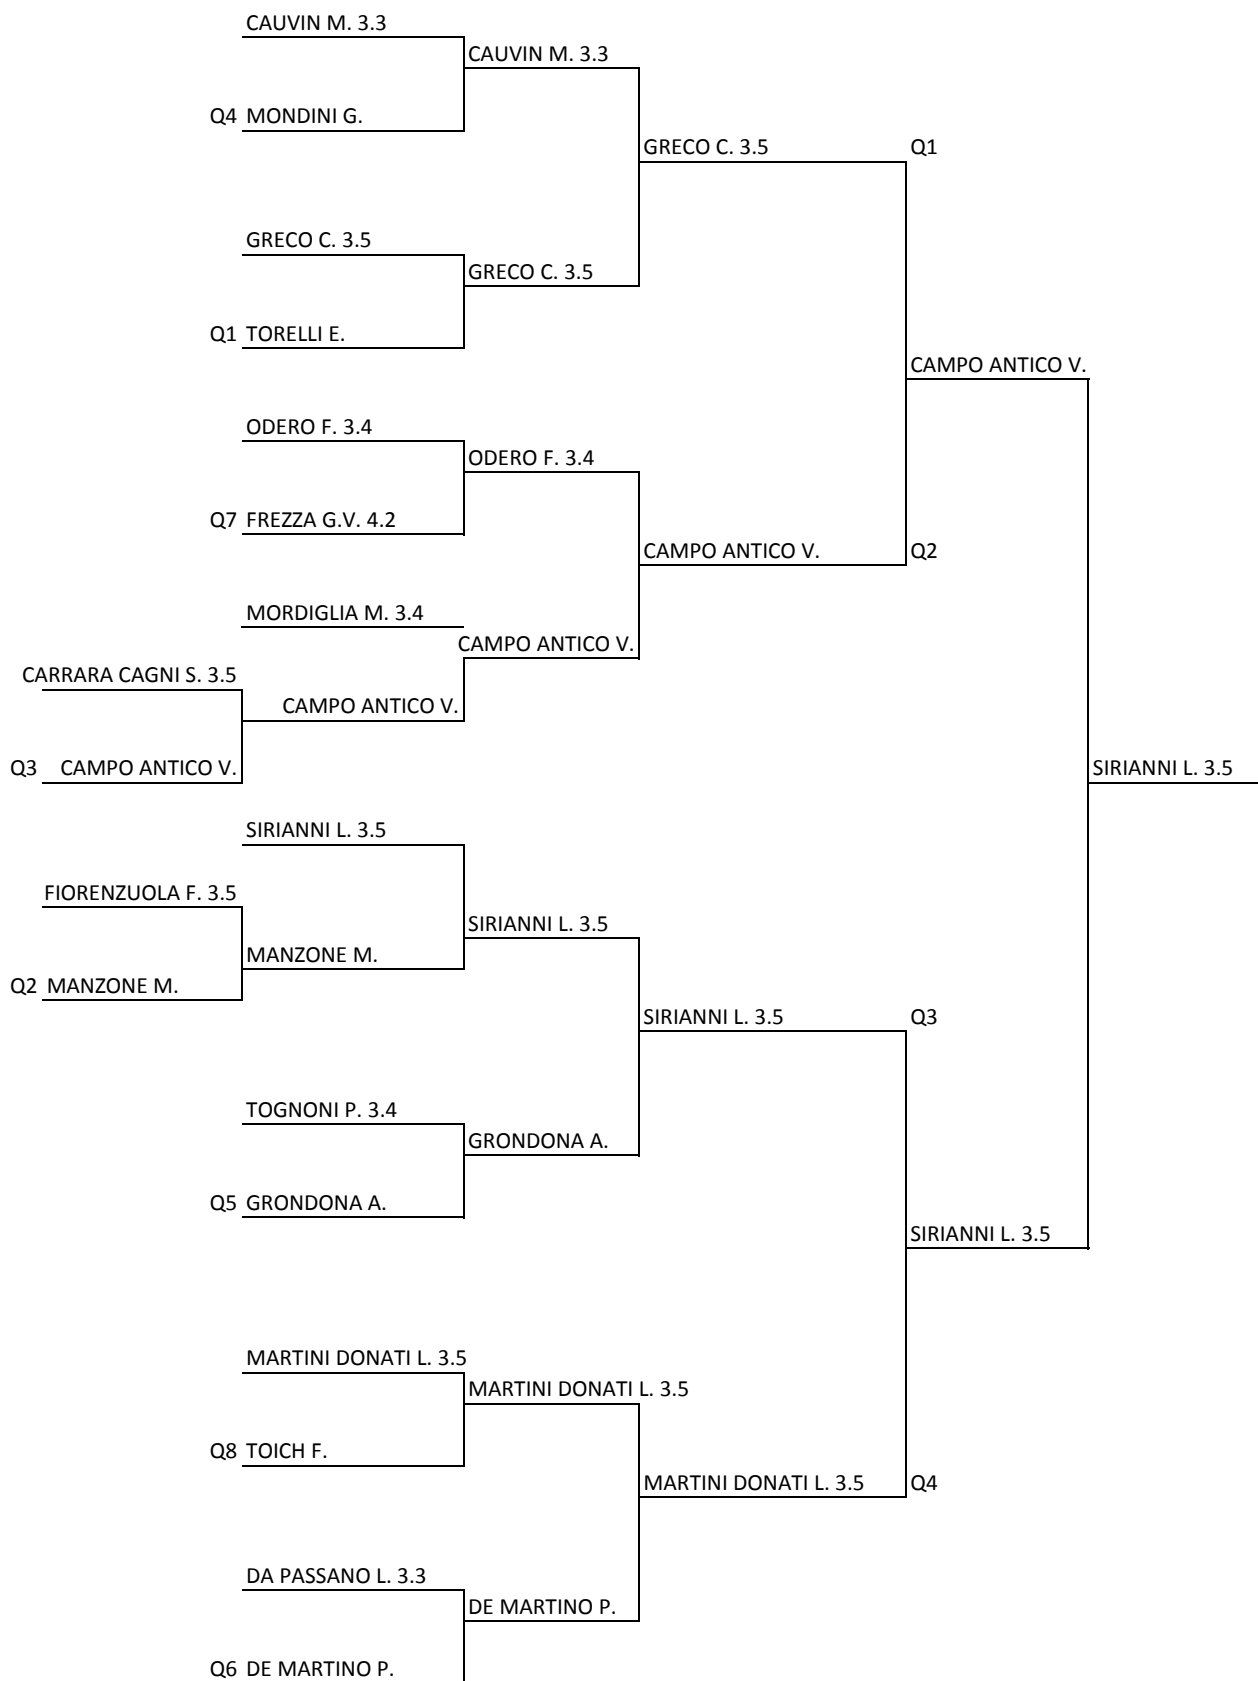 CAUVIN M. 3.3
CAUVIN M. 3.3
Q4 MONDINI G.
GRECO C. 3.5 Q1
GRECO C. 3.5
GRECO C. 3.5
Q1 TORELLI E.
CAMPO ANTICO V.
ODERO F. 3.4
ODERO F. 3.4
Q7 FREZZA G.V. 4.2
CAMPO ANTICO V. Q2
MORDIGLIA M. 3.4
CAMPO ANTICO V.
CARRARA CAGNI S. 3.5
CAMPO ANTICO V.
Q3 CAMPO ANTICO V.
SIRIANNI L. 3.5
SIRIANNI L. 3.5
FIORENZUOLA F. 3.5
SIRIANNI L. 3.5
MANZONE M.
Q2 MANZONE M.
SIRIANNI L. 3.5 Q3
TOGNONI P. 3.4
GRONDONA A.
Q5 GRONDONA A.
SIRIANNI L. 3.5
MARTINI DONATI L. 3.5
MARTINI DONATI L. 3.5
Q8 TOICH F.
MARTINI DONATI L. 3.5 Q4
DA PASSANO L. 3.3
DE MARTINO P.
Q6 DE MARTINO P.